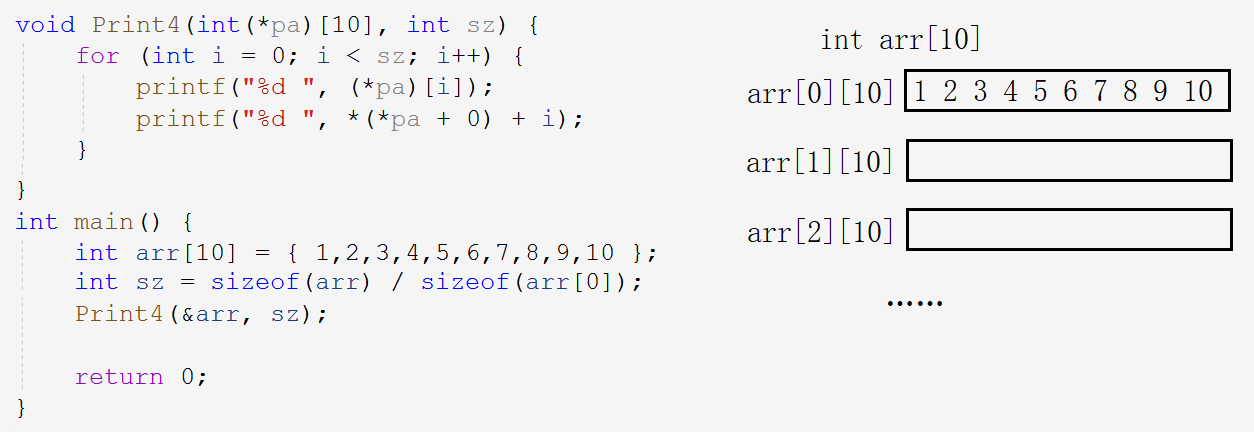 void Print4(int(*pa)[10], int sz) {
    for (int i = 0; i < sz; i++) {
        printf("%d ", (*pa)[i]);
        printf("%d ", *(*pa + 0) + i);
    }
}
int main() {
    int arr[10] = { 1,2,3,4,5,6,7,8,9,10 };
    int sz = sizeof(arr) / sizeof(arr[0]);
    Print4(&arr, sz);
    return 0;
}
int arr[10]
arr[0][10] 1 2 3 4 5 6 7 8 9 10
arr[1][10]
arr[2][10]
……